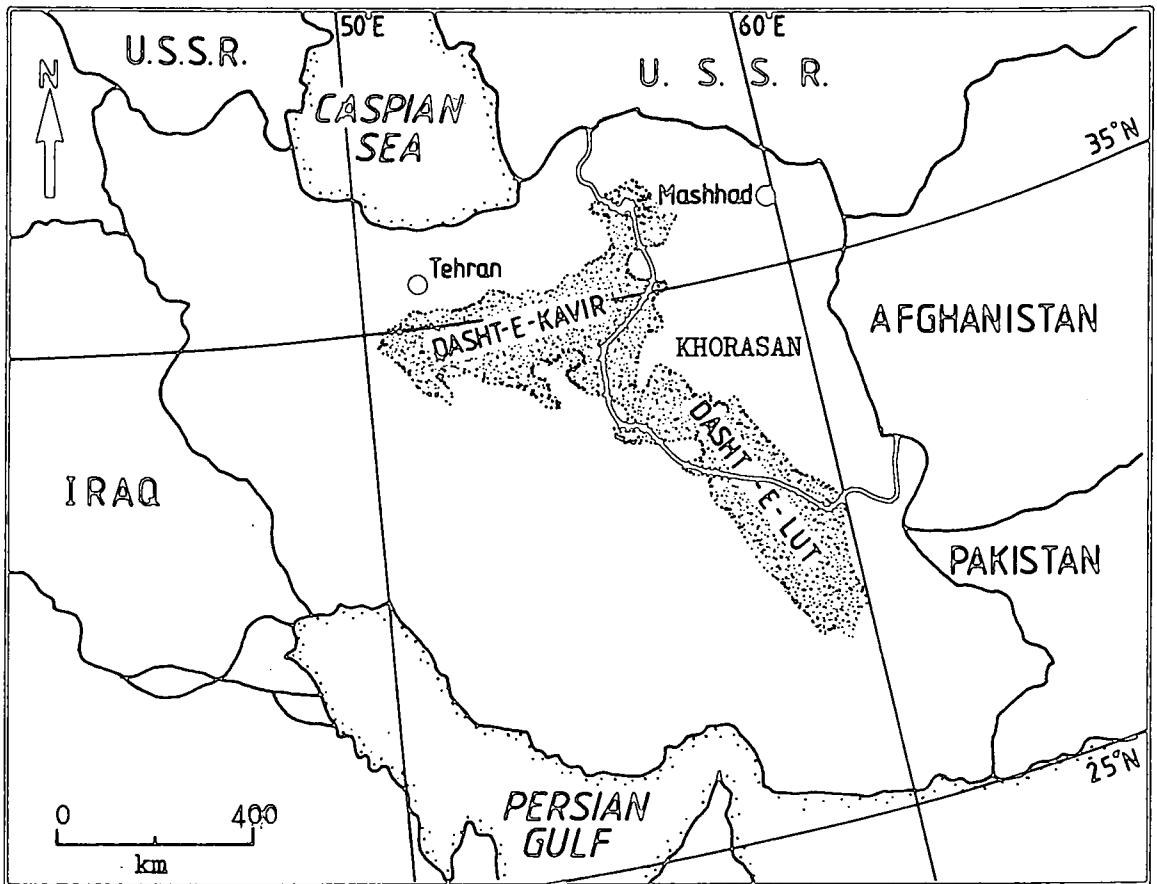 50°E
60°E
U.S.S.R.
U. S. S. R.
N
CASPIAN
SEA
35°N
Mashhad
Tehran
DASHT-E-KAVIR
AFGHANISTAN
KHORASAN
DASHT-E-LUT
IRAQ
PAKISTAN
25°N
PERSIAN
GULF
0 400
km